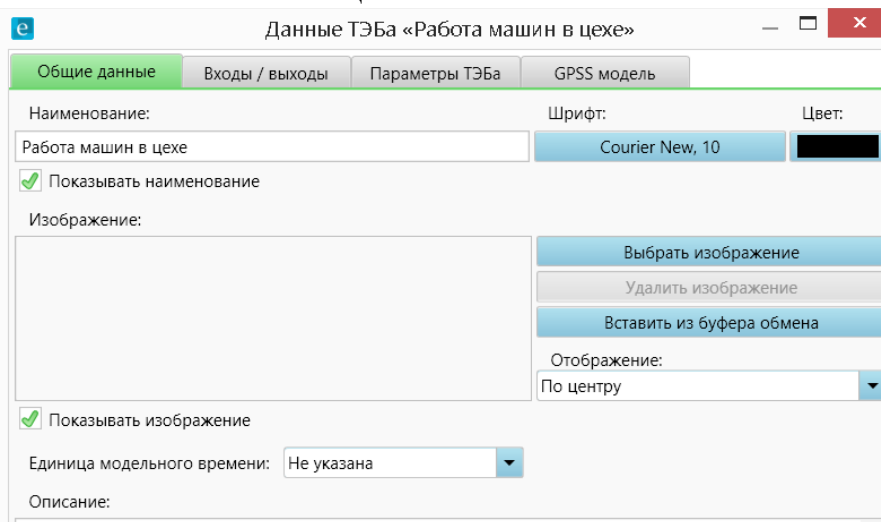 Данные ТЭБа «Работа машин в цехе»
Общие данные Входы / выходы Параметры ТЭБа GPSS модель
Наименование: Шрифт: Цвет:
Работа машин в цехе Courier New, 10
Показывать наименование
Изображение:
Выбрать изображение
Удалить изображение
Вставить из буфера обмена
Отображение:
По центру
Показывать изображение
Единица модельного времени: Не указана
Описание: